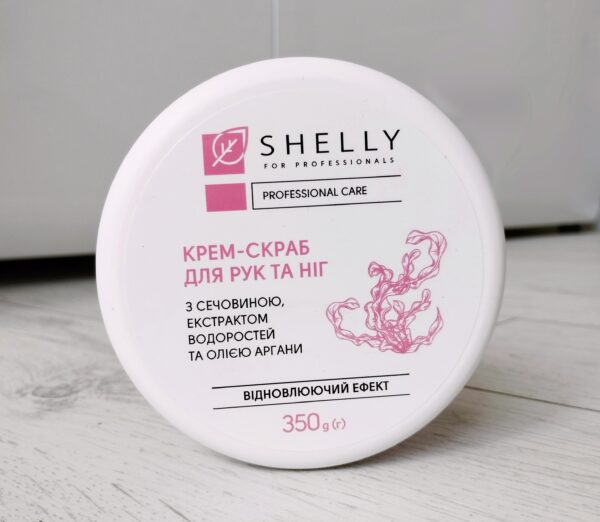 SHELLY
FOR PROFESSIONALS
PROFESSIONAL CARE
КРЕМ-СКРАБ
ДЛЯ РУК ТА НІГ
З СЕЧОВИНОЮ,
ЕКСТРАКТОМ
ВОДОРОСТЕЙ
ТА ОЛІЄЮ АРГАНИ
ВІДНОВЛЮЮЧИЙ ЕФЕКТ
350 g (г)